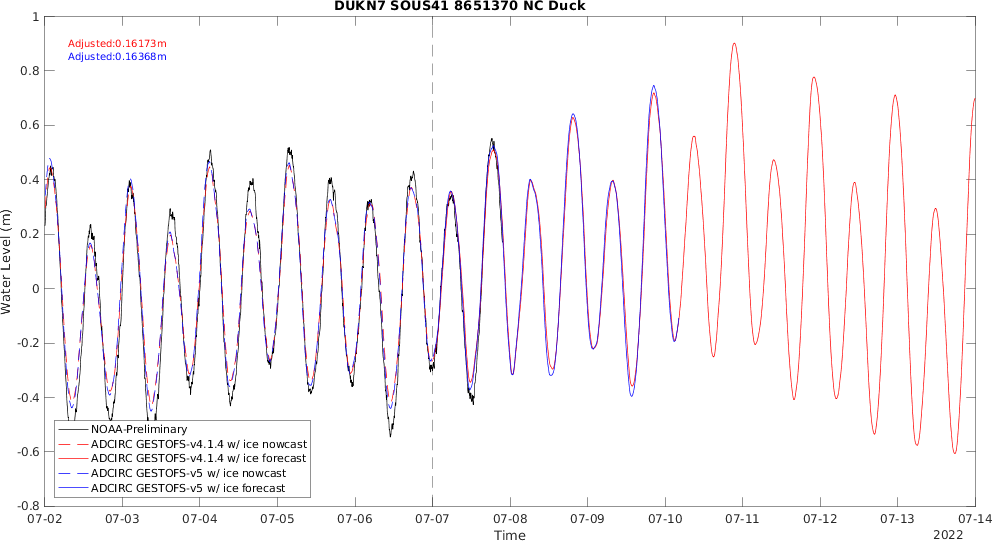 DUKN7 SOUS41 8651370 NC Duck
Adjusted:0.16173m
Adjusted:0.16368m
1
0.8
0.6
0.4
0.2
0
-0.2
-0.4
-0.6
-0.8
Water Level (m)
NOAA-Preliminary
ADCIRC GESTOFS-v4.1.4 w/ ice nowcast
ADCIRC GESTOFS-v4.1.4 w/ ice forecast
ADCIRC GESTOFS-v5 w/ ice nowcast
ADCIRC GESTOFS-v5 w/ ice forecast
07-02 07-03 07-04 07-05 07-06 07-07 07-08 07-09 07-10 07-11 07-12 07-13 07-14
Time
2022